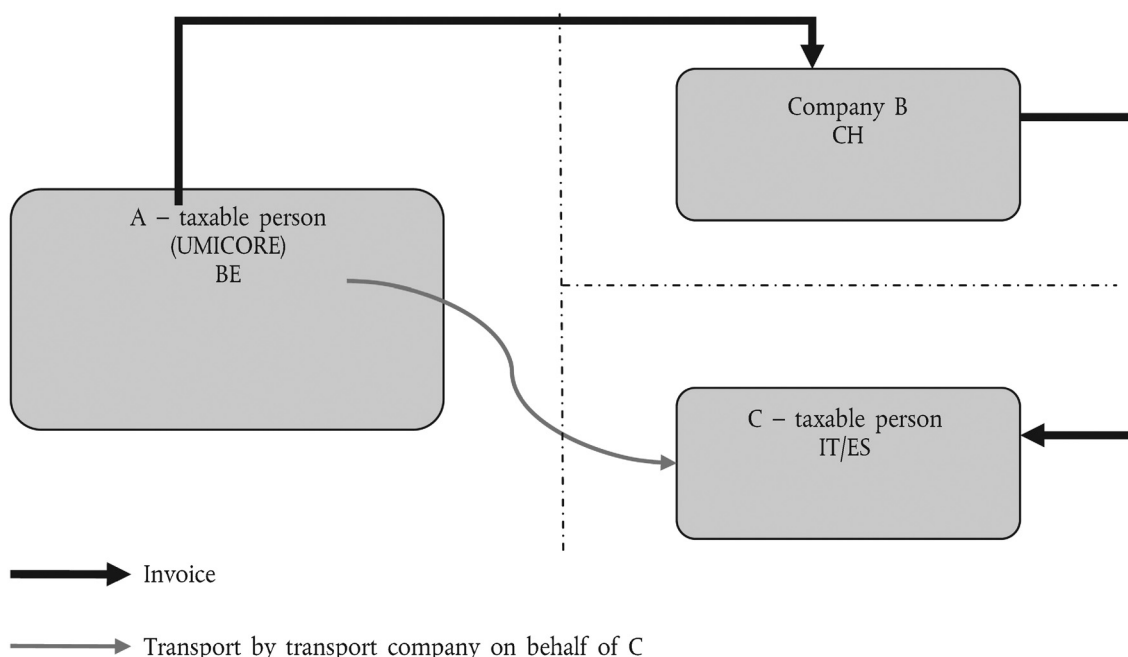 Company B
CH
A – taxable person
(UMICORE)
BE
C – taxable person
IT/ES
Invoice
Transport by transport company on behalf of C